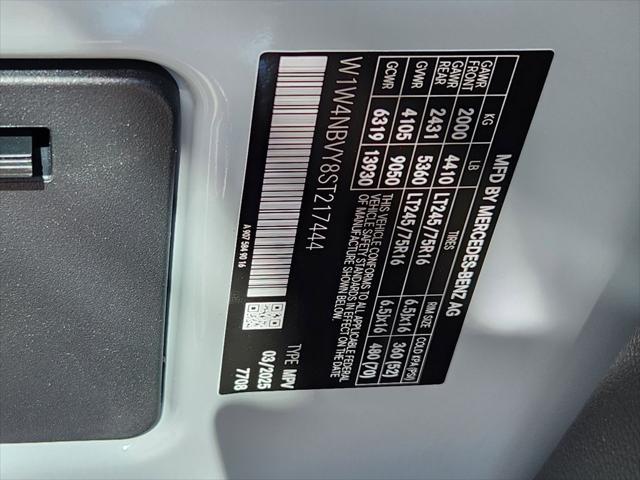 MFD BY MERCEDES-BENZ AG
KG LB TIRES RIM SIZE COLD IPA (PSI)
GAWR FRONT 2000 4410 LT245/75R16 6.5Jx16 360 (52)
GAWR REAR 2431 5360 LT245/75R16 6.5Jx16 480 (70)
GVWR 4105 9050
GCWR 6319 13930
THIS VEHICLE CONFORMS TO ALL APPLICABLE FEDERAL
MOTOR VEHICLE SAFETY STANDARDS IN EFFECT ON THE DATE
OF MANUFACTURE SHOWN ABOVE.
W1W4NBVY8ST217444
TYPE MPV
03/2025
7708
A 907 584 90 16